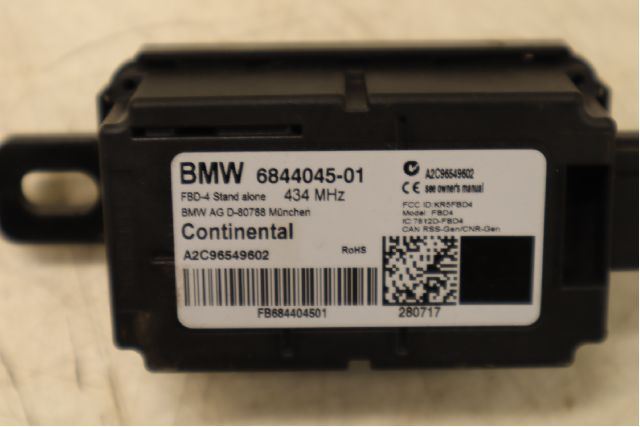 BMW 6844045-01
FBD-4 Stand alone 434 MHz
BMW AG D-80788 München
Continental
A2C96549602 RoHS
FB684404501
A2C96549602
CE see owner's manual
FCC ID:KR5FBD4
Model: FBD4
IC:7812D-FBD4
CAN RSS-Gen/CNR-Gen
280717